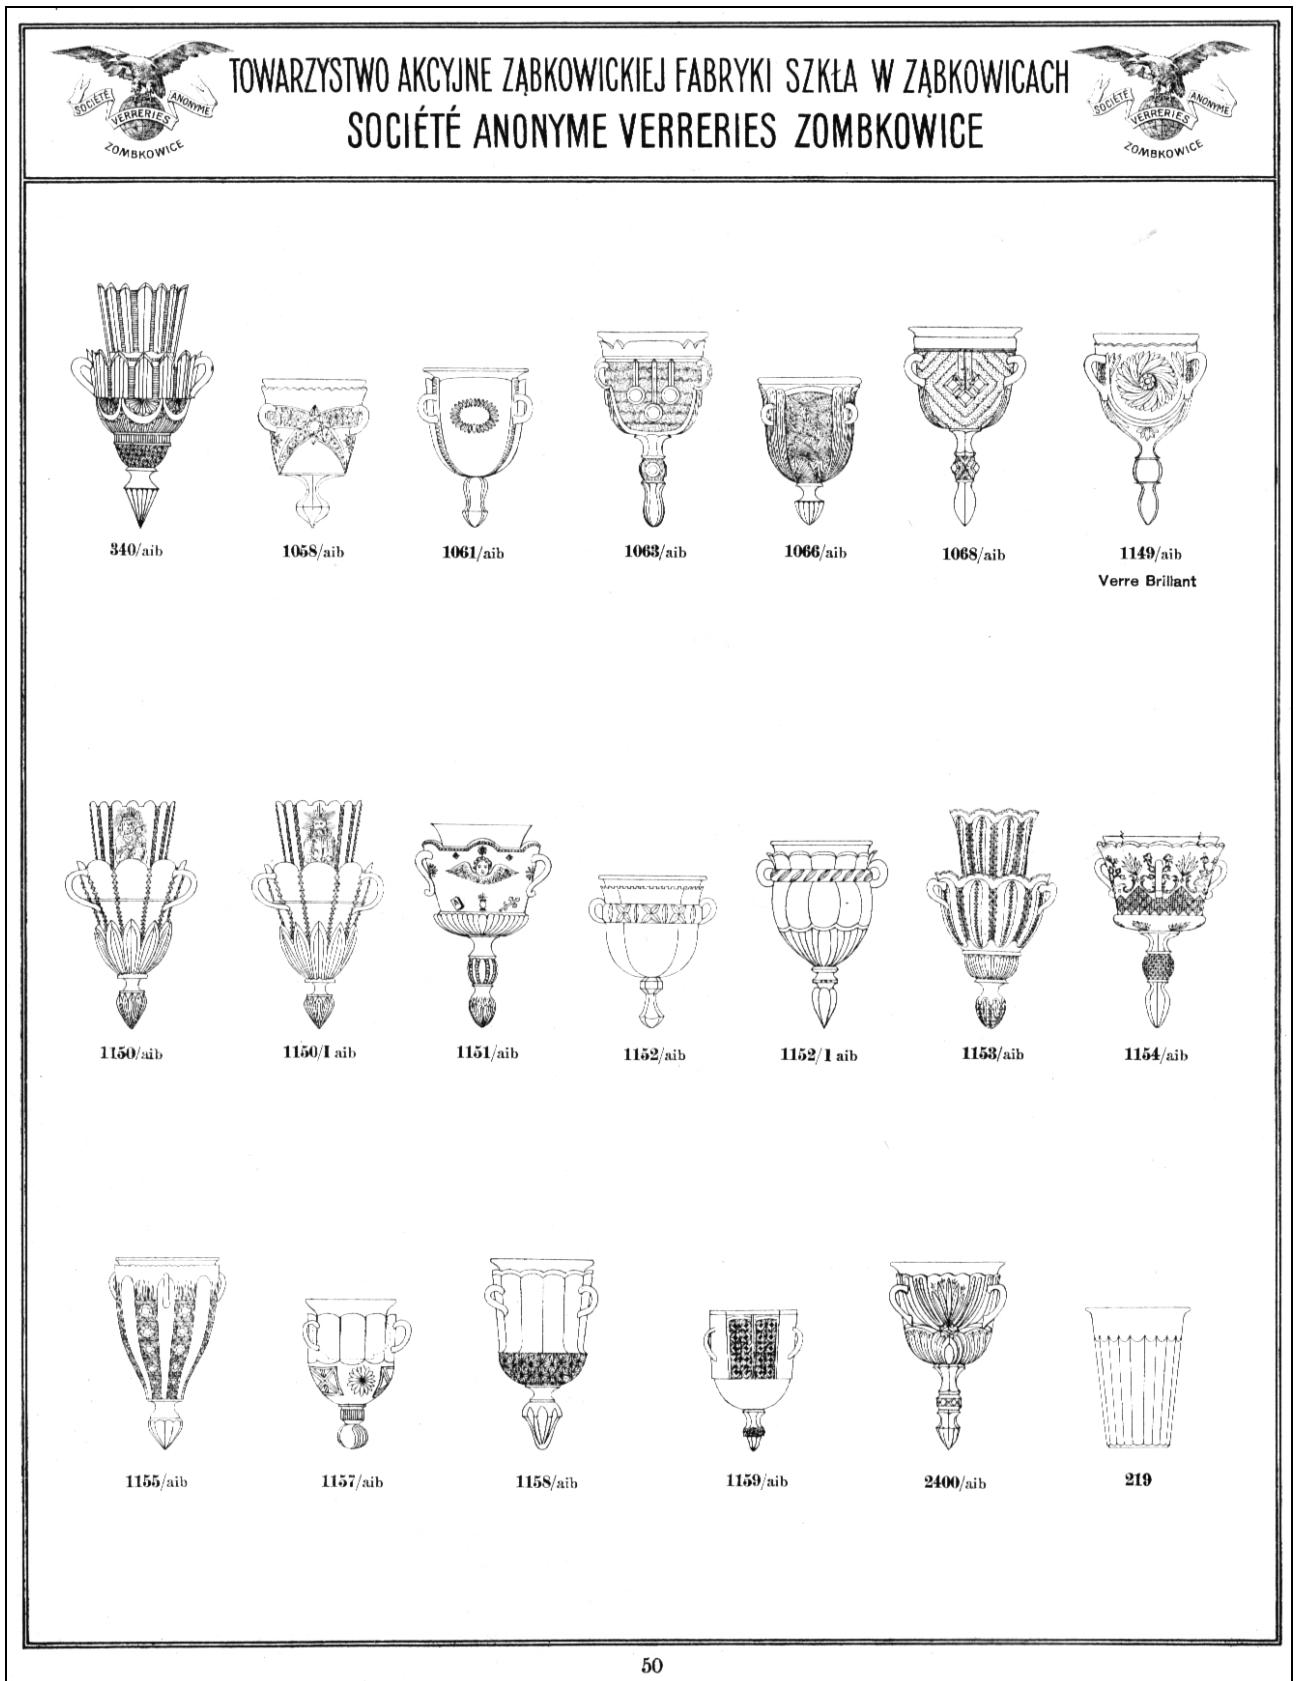 TOWARZYSTWO AKCYJNE ZĄBKOWICKIEJ FABRYKI SZKŁA W ZĄBKOWICACH
SOCIÉTÉ ANONYME VERRERIES ZOMBKOWICE
SOCIÉTÉ ANONYME
VERRERIES
ZOMBKOWICE
SOCIÉTÉ ANONYME
VERRERIES
ZOMBKOWICE
340/aib 1058/aib 1061/aib 1063/aib 1066/aib 1068/aib 1149/aib
Verre Brillant
1150/aib 1150/I aib 1151/aib 1152/aib 1152/1 aib 1153/aib 1154/aib
1155/aib 1157/aib 1158/aib 1159/aib 2400/aib 219
50